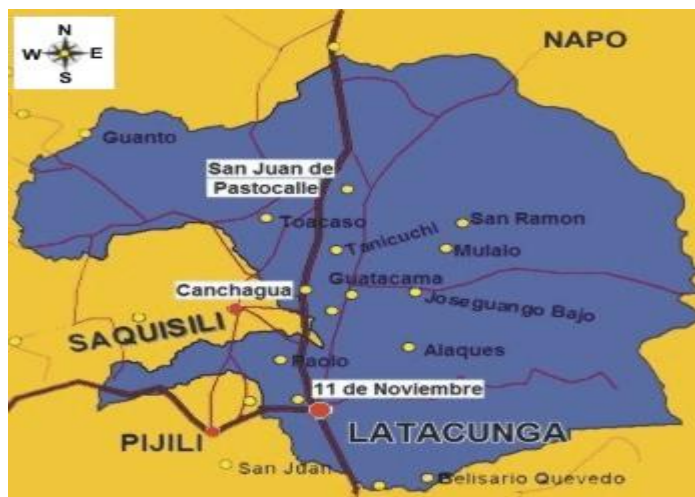 N
W E
S
NAPO
Guanto
San Juan de
Pastocalle
Toacaso
San Ramon
Tanicuchi
Mulalo
Canchagua
Guatacama
Joseguango Bajo
SAQUISILI
Alaques
Paolo
11 de Noviembre
PIJILI
LATACUNGA
San Juan
Belisario Quevedo